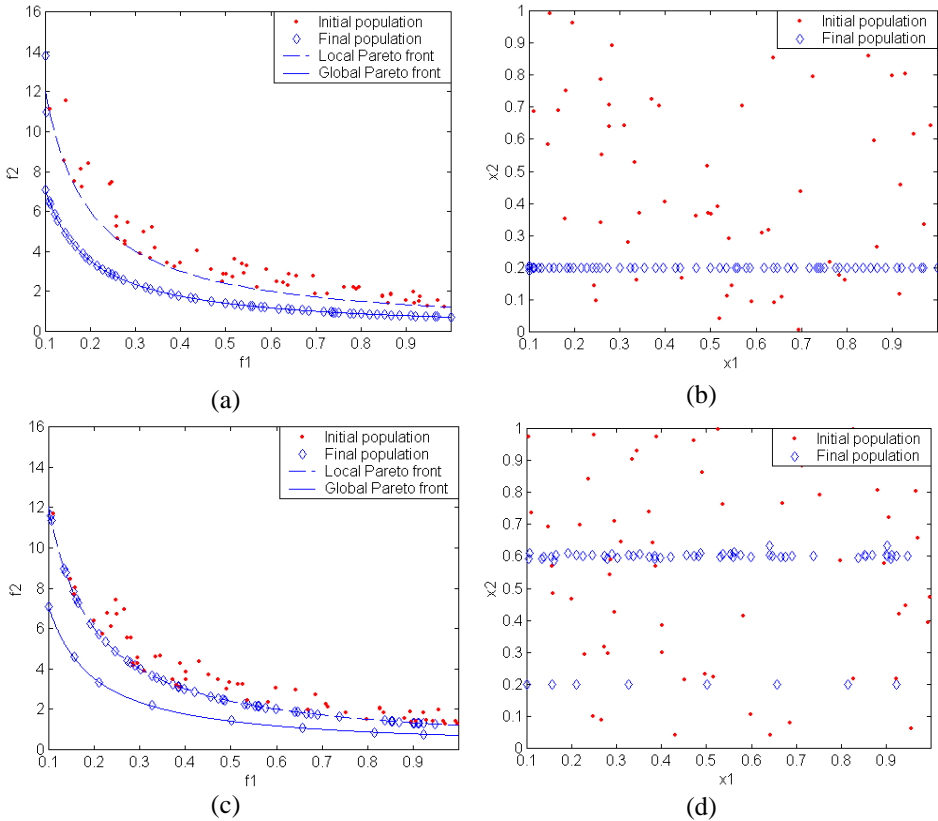 16
14
12
10
8
6
4
2
0
f2
0.1 0.2 0.3 0.4 0.5 0.6 0.7 0.8 0.9
f1
Initial population
Final population
Local Pareto front
Global Pareto front
(a)
1
0.9
0.8
0.7
0.6
0.5
0.4
0.3
0.2
0.1
0
x2
0.1 0.2 0.3 0.4 0.5 0.6 0.7 0.8 0.9
x1
Initial population
Final population
(b)
16
14
12
10
8
6
4
2
0
f2
0.1 0.2 0.3 0.4 0.5 0.6 0.7 0.8 0.9
f1
Initial population
Final population
Local Pareto front
Global Pareto front
(c)
1
0.9
0.8
0.7
0.6
0.5
0.4
0.3
0.2
0.1
0
x2
0.1 0.2 0.3 0.4 0.5 0.6 0.7 0.8 0.9
x1
Initial population
Final population
(d)